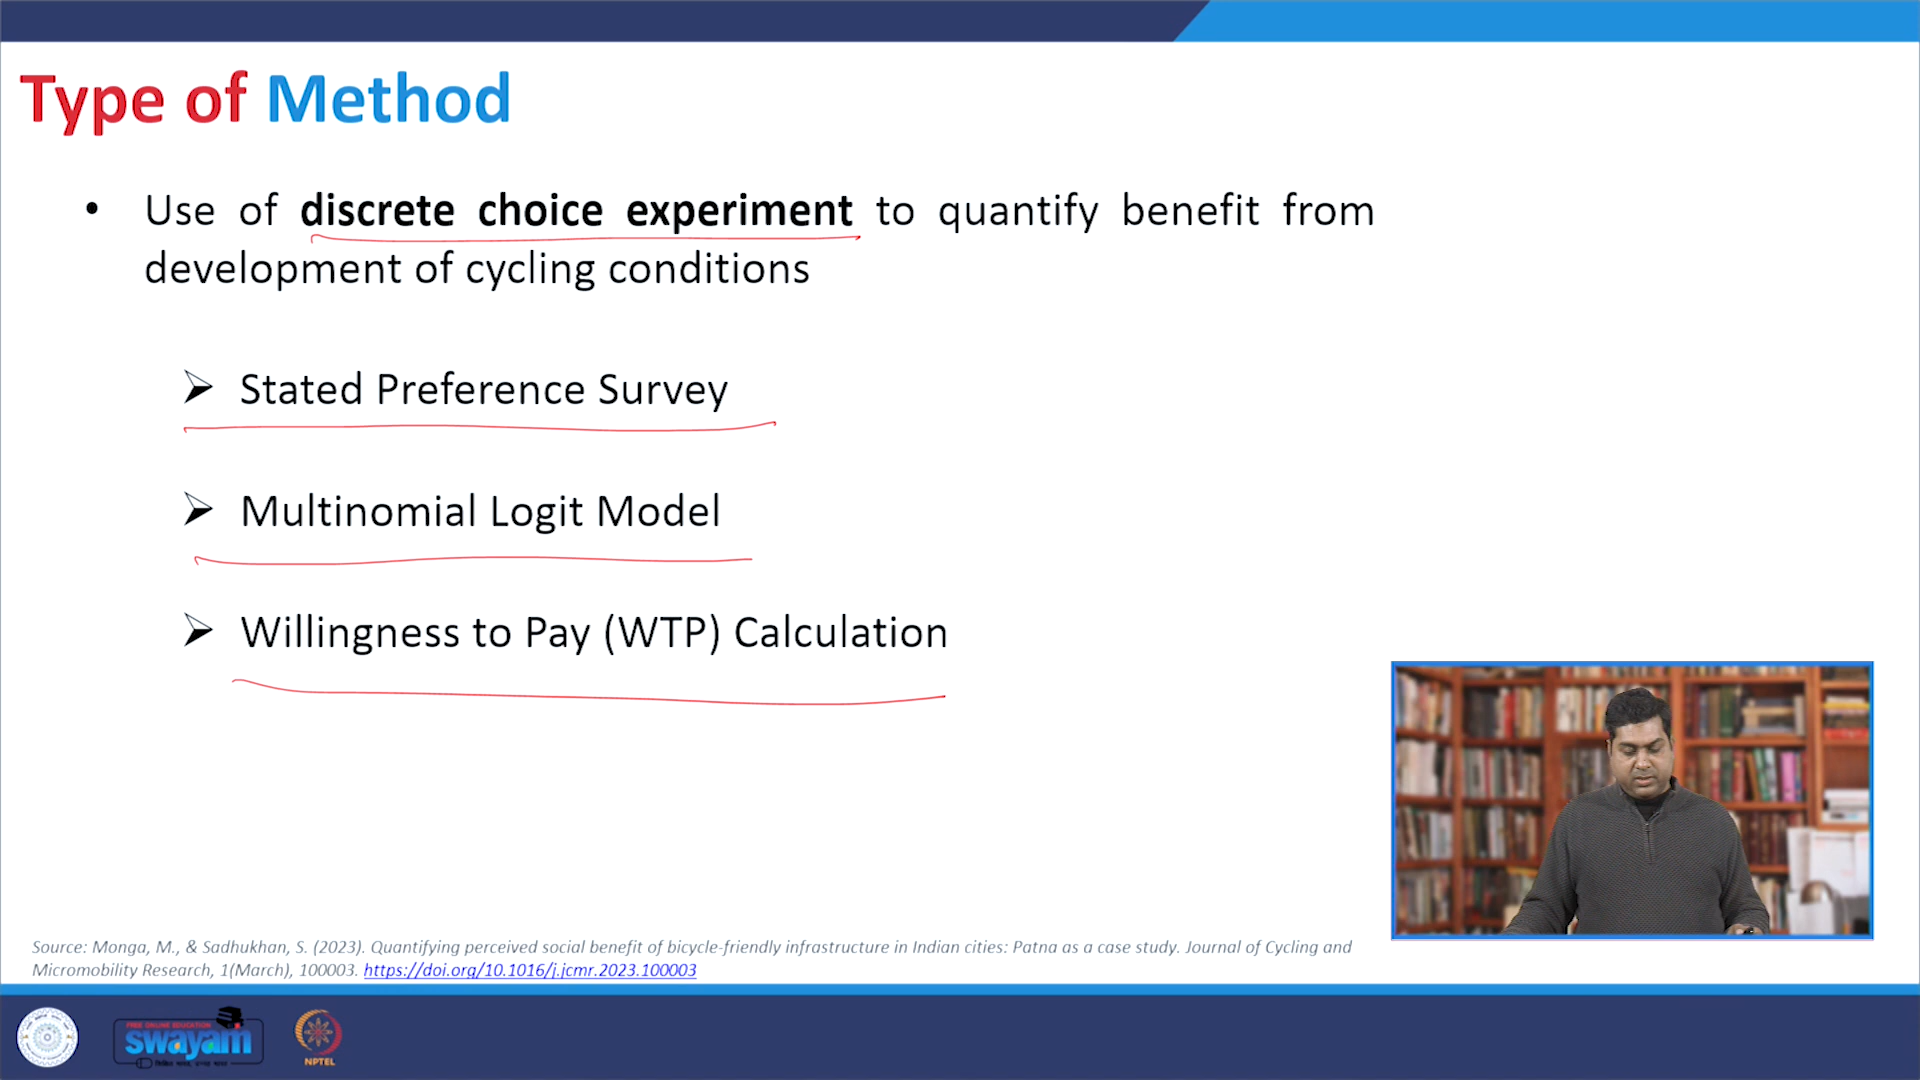 Type of Method
• Use of discrete choice experiment to quantify benefit from
development of cycling conditions
➢ Stated Preference Survey
➢ Multinomial Logit Model
➢ Willingness to Pay (WTP) Calculation
Source: Monga, M., & Sadhukhan, S. (2023). Quantifying perceived social benefit of bicycle-friendly infrastructure in Indian cities: Patna as a case study. Journal of Cycling and
Micromobility Research, 1(March), 100003. https://doi.org/10.1016/j.jcmr.2023.100003
FREE ONLINE EDUCATION
swayam
NPTEL